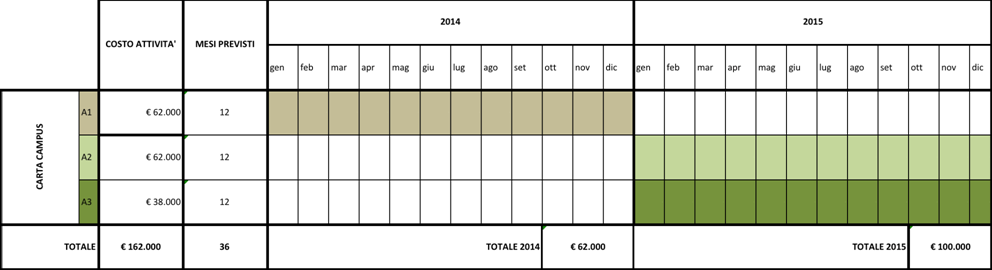 2014 2015
COSTO ATTIVITA' MESI PREVISTI
gen feb mar apr mag giu lug ago set ott nov dic gen feb mar apr mag giu lug ago set ott nov dic
CARTA CAMPUS
A1 € 62.000 12
A2 € 62.000 12
A3 € 38.000 12
TOTALE € 162.000 36 TOTALE 2014 € 62.000 TOTALE 2015 € 100.000